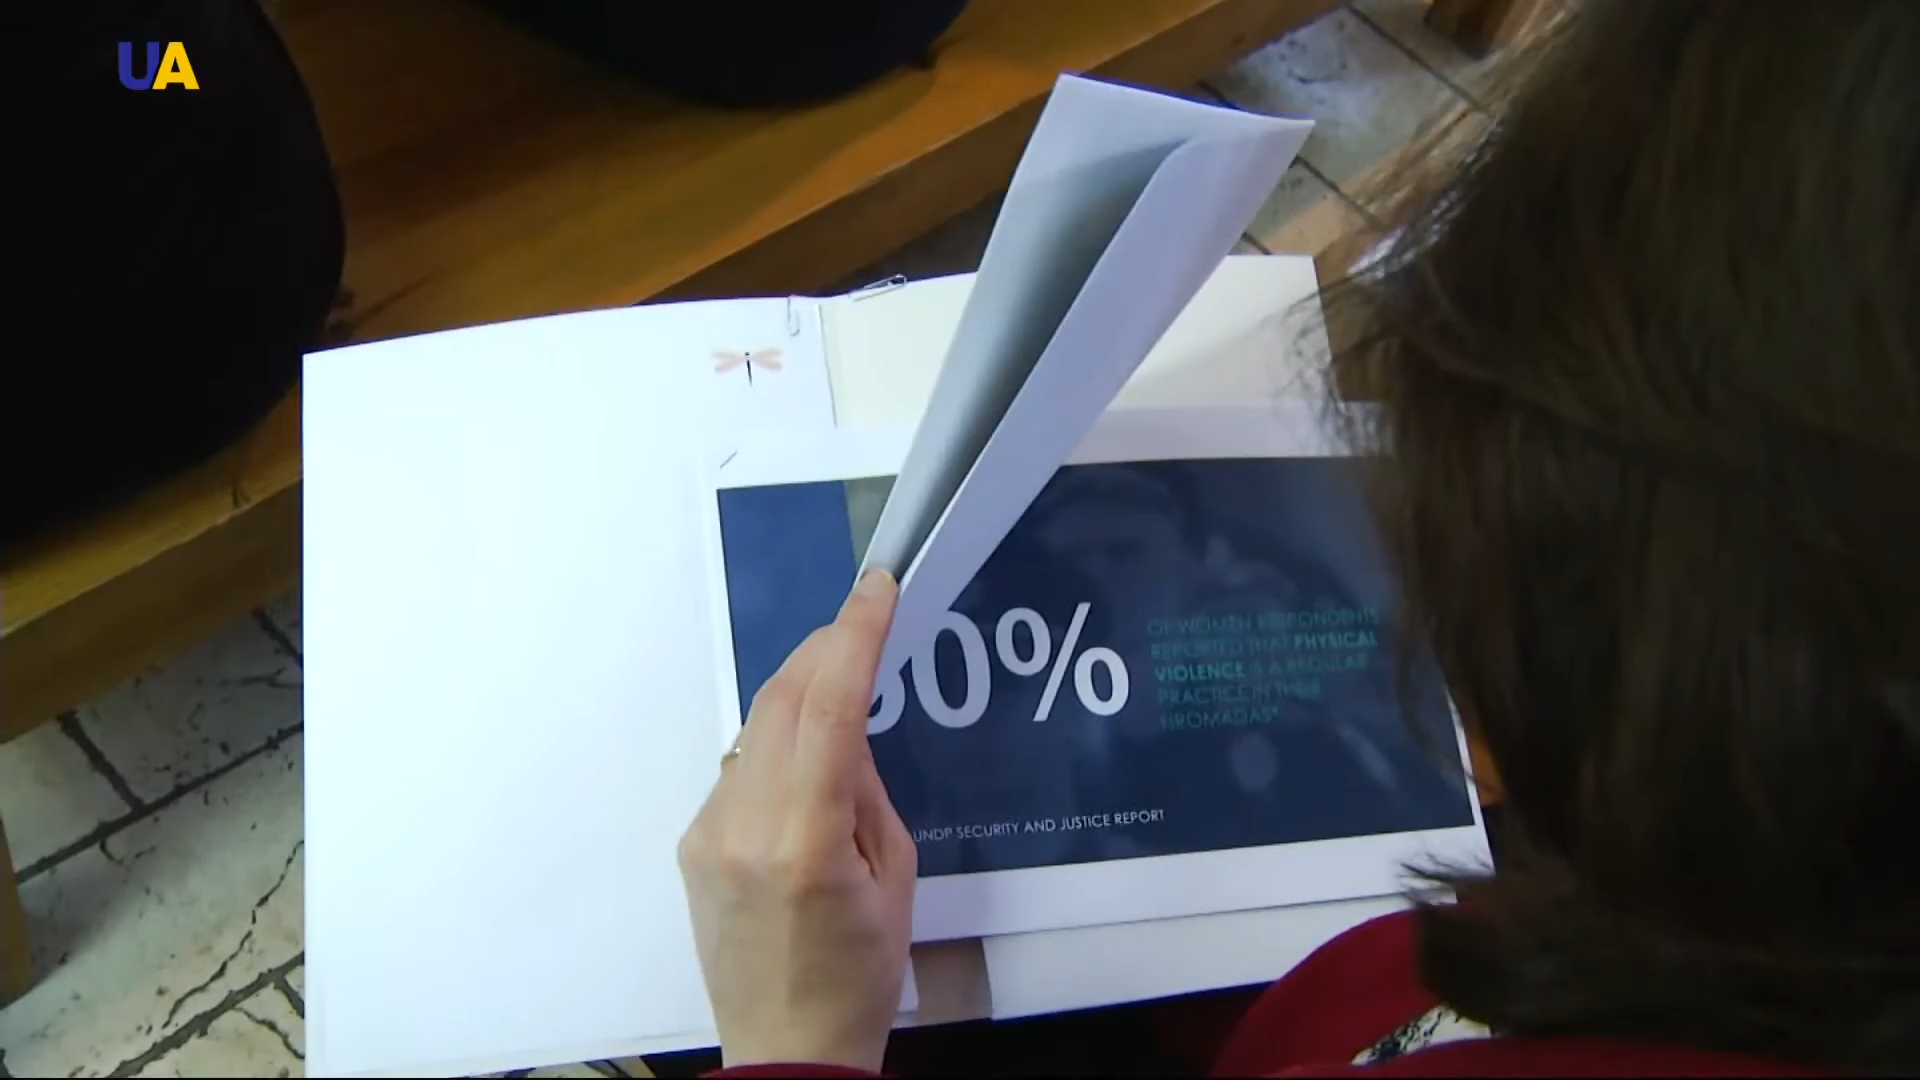 UA
0%
OF WOMEN RESPONDENTS
REPORTED THAT PHYSICAL
VIOLENCE IS A REGULAR
PRACTICE IN THEIR
HROMADAS*
UNDP SECURITY AND JUSTICE REPORT